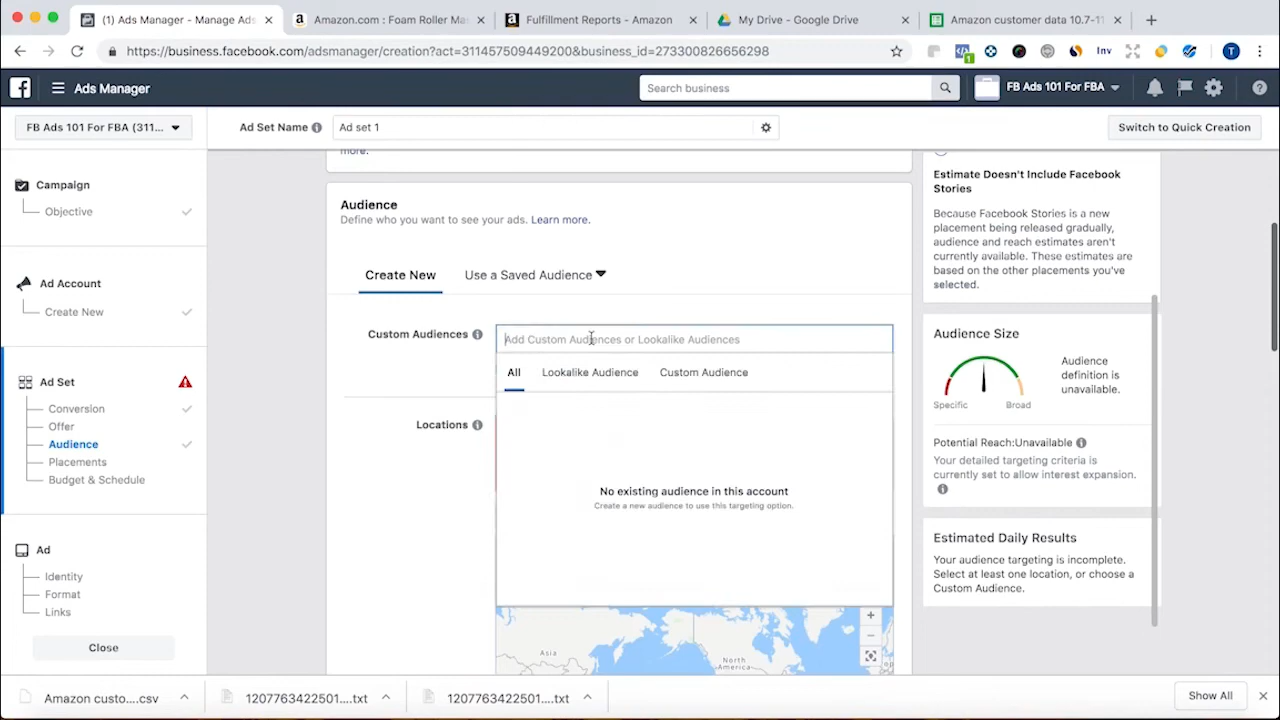 (1) Ads Manager - Manage Ads
Amazon.com : Foam Roller Ma
Fulfillment Reports - Amazon
My Drive - Google Drive
Amazon customer data 10.7-11
https://business.facebook.com/adsmanager/creation?act=311457509449200&business_id=273300826656298
1
Inv
T
Ads Manager
Search business
FB Ads 101 For FBA
FB Ads 101 For FBA (311...
Ad Set Name
Ad set 1
Switch to Quick Creation
more.
Campaign
Objective
Ad Account
Create New
Ad Set
Conversion
Offer
Audience
Placements
Budget & Schedule
Ad
Identity
Format
Links
Close
Audience
Define who you want to see your ads. Learn more.
Create New
Use a Saved Audience
Custom Audiences
Add Custom Audiences or Lookalike Audiences
All
Lookalike Audience
Custom Audience
Locations
No existing audience in this account
Create a new audience to use this targeting option.
Asia
North
America
Estimate Doesn't Include Facebook
Stories
Because Facebook Stories is a new
placement being released gradually,
audience and reach estimates aren't
currently available. These estimates are
based on the other placements you've
selected.
Audience Size
Specific
Broad
Audience
definition is
unavailable.
Potential Reach:Unavailable
Your detailed targeting criteria is
currently set to allow interest expansion.
Estimated Daily Results
Your audience targeting is incomplete.
Select at least one location, or choose a
Custom Audience.
Amazon custo....csv
1207763422501....txt
1207763422501....txt
Show All